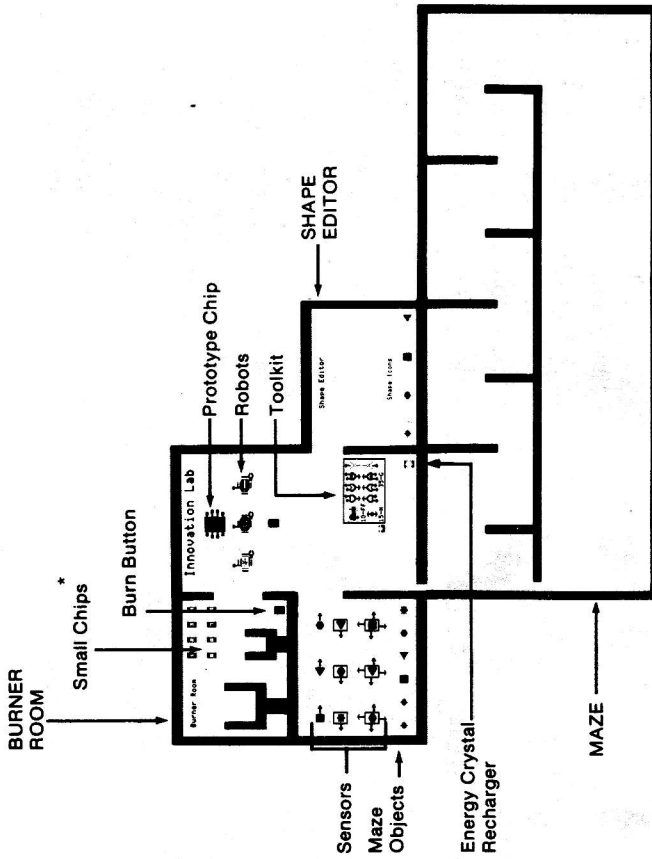 BURNER
ROOM
Small Chips*
Burn Button
Innovation Lab
Prototype Chip
Robots
Toolkit
Burner Room
SHAPE
EDITOR
Shape Editor
Shape Icons
Sensors
Maze
Objects
Energy Crystal
Recharger
MAZE